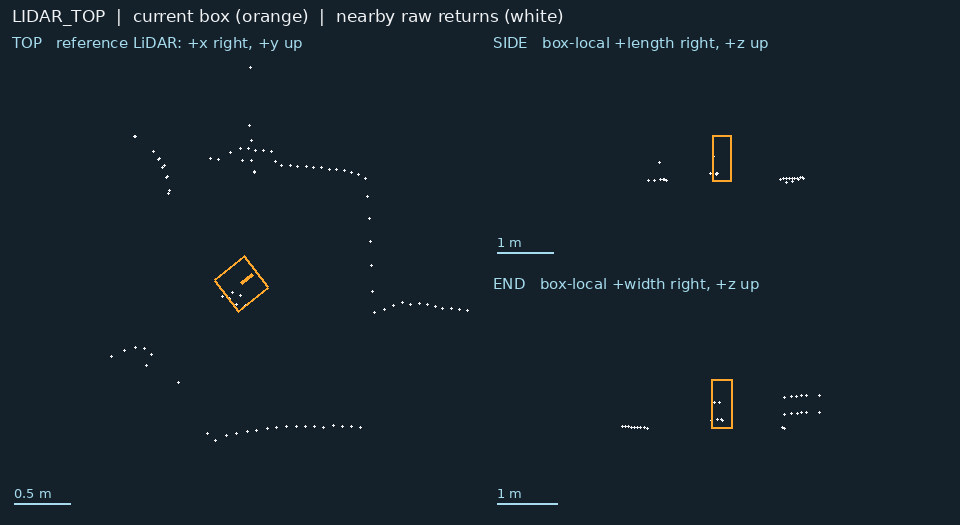 LIDAR_TOP | current box (orange) | nearby raw returns (white)
TOP reference LiDAR: +x right, +y up
SIDE box-local +length right, +z up
1 m
END box-local +width right, +z up
0.5 m
1 m